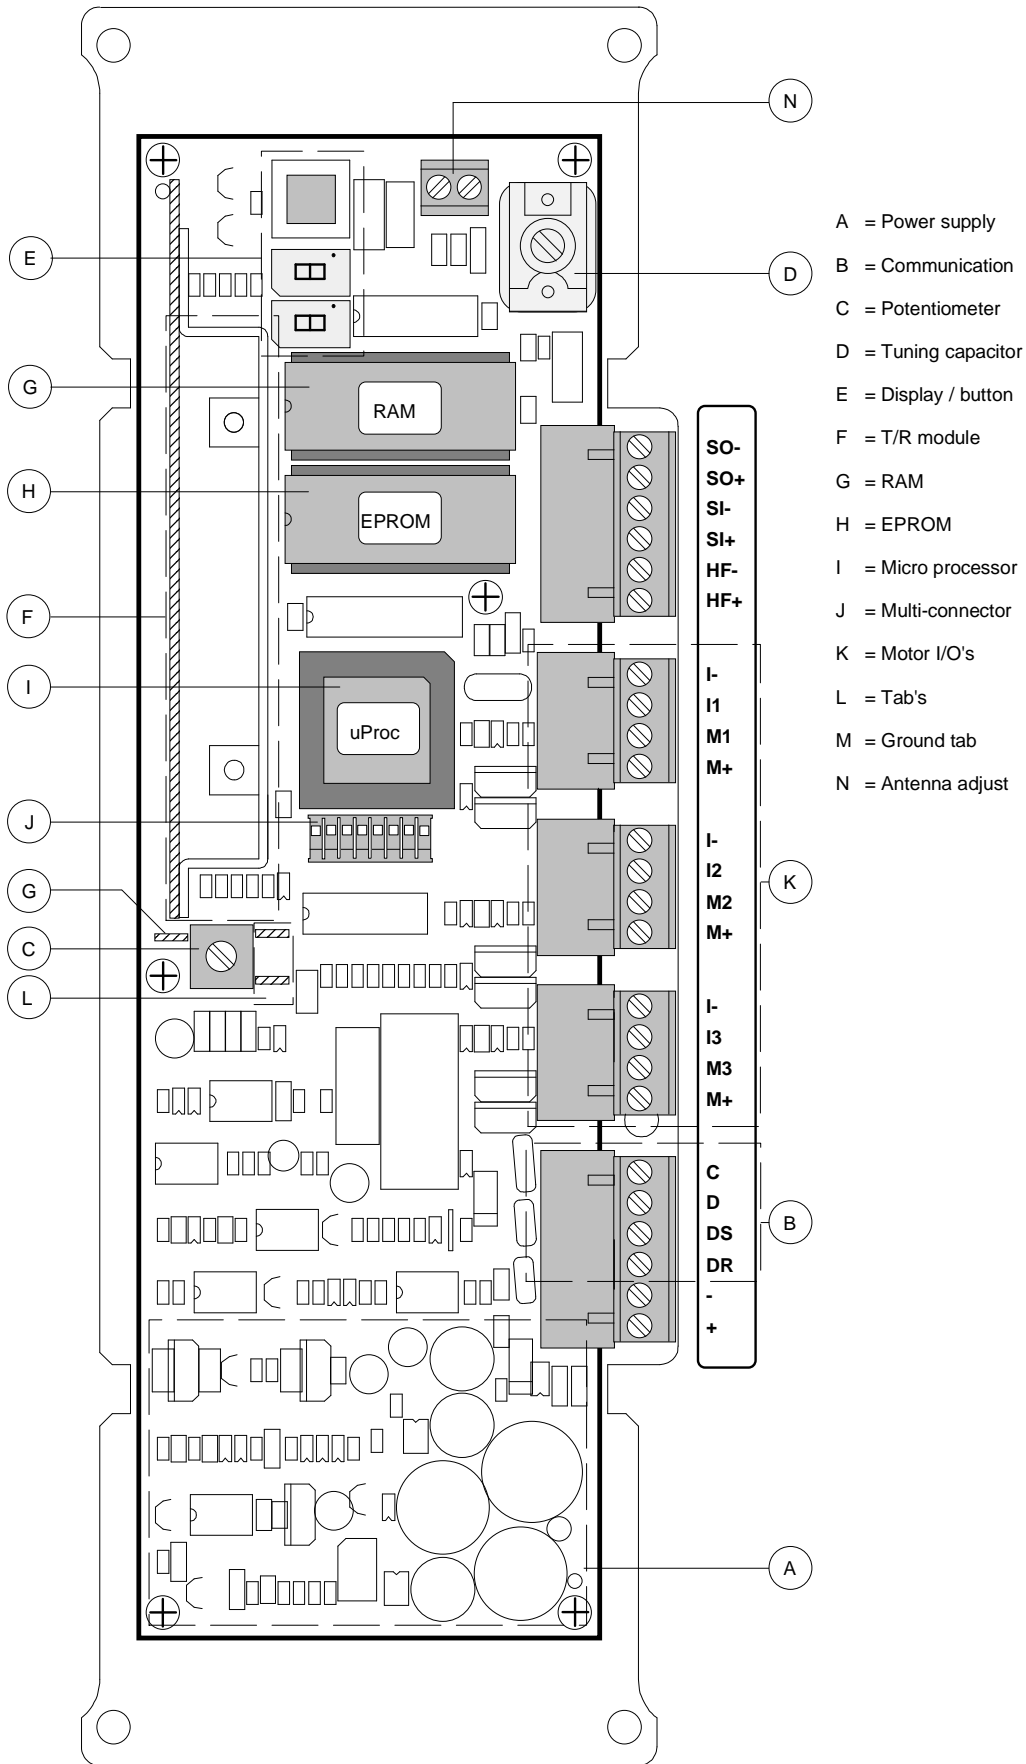 N
E
D
G
RAM
H
EPROM
F
I
uProc
J
G
C
L
K
B
A
SO-
SO+
SI-
SI+
HF-
HF+
I-
I1
M1
M+
I-
I2
M2
M+
I-
I3
M3
M+
C
D
DS
DR
-
+
A = Power supply
B = Communication
C = Potentiometer
D = Tuning capacitor
E = Display / button
F = T/R module
G = RAM
H = EPROM
I = Micro processor
J = Multi-connector
K = Motor I/O's
L = Tab's
M = Ground tab
N = Antenna adjust